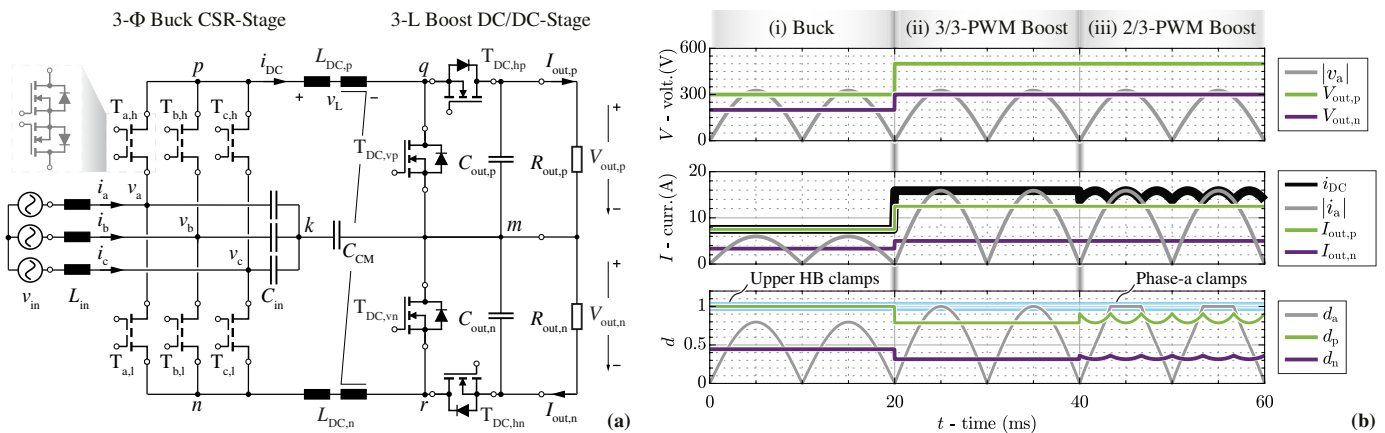 3-Φ Buck CSR-Stage
3-L Boost DC/DC-Stage
p
i_DC
L_DC,p
q
T_DC,hp
I_out,p
+
v_L
−
T_a,h
T_b,h
T_c,h
T_DC,vp
C_out,p
R_out,p
+
V_out,p
−
i_a
v_a
i_b
v_b
k
m
i_c
v_c
C_CM
v_in
L_in
C_in
T_DC,vn
C_out,n
R_out,n
+
V_out,n
−
T_a,l
T_b,l
T_c,l
n
L_DC,n
r
T_DC,hn
I_out,n
(a)
(i) Buck
(ii) 3/3-PWM Boost
(iii) 2/3-PWM Boost
V - volt.(V)
600
300
0
|v_a|
V_out,p
V_out,n
I - curr.(A)
20
10
0
i_DC
|i_a|
I_out,p
I_out,n
Upper HB clamps
Phase-a clamps
d
1
0.5
0
d_a
d_p
d_n
0
10
20
30
40
50
60
t - time (ms)
(b)